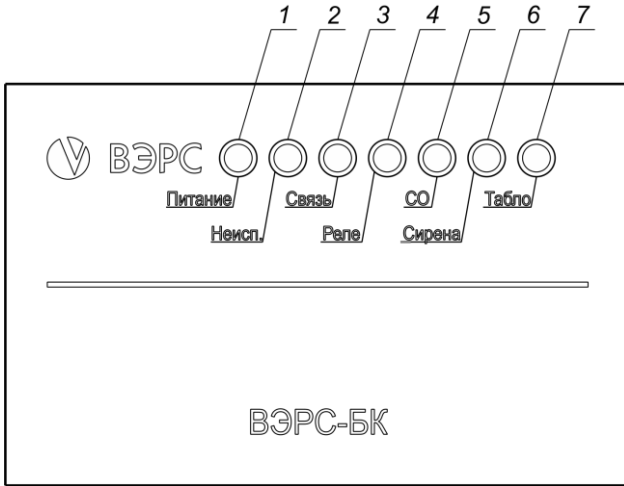 1 2 3 4 5 6 7
ВЭРС
Питание Связь СО Табло
Неисп. Реле Сирена
ВЭРС-БК